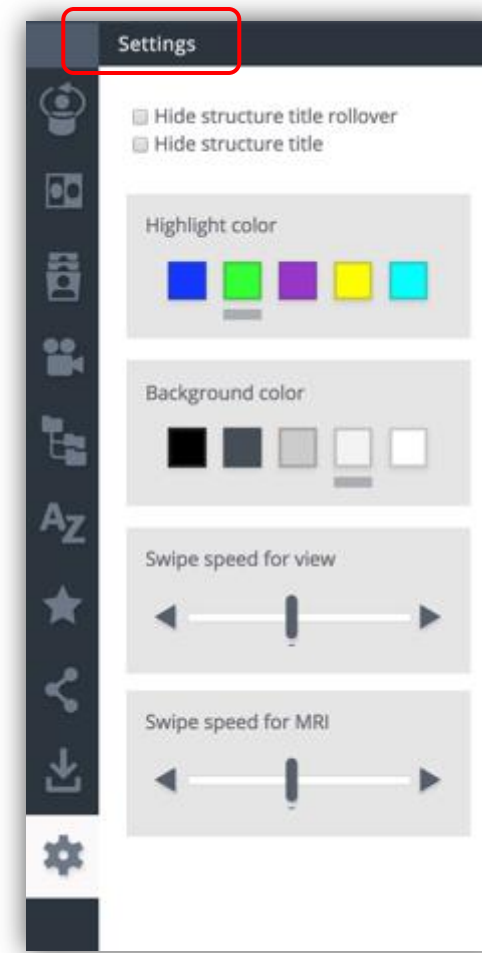 Settings
Hide structure title rollover
Hide structure title
Highlight color
Background color
AZ
Swipe speed for view
Swipe speed for MRI